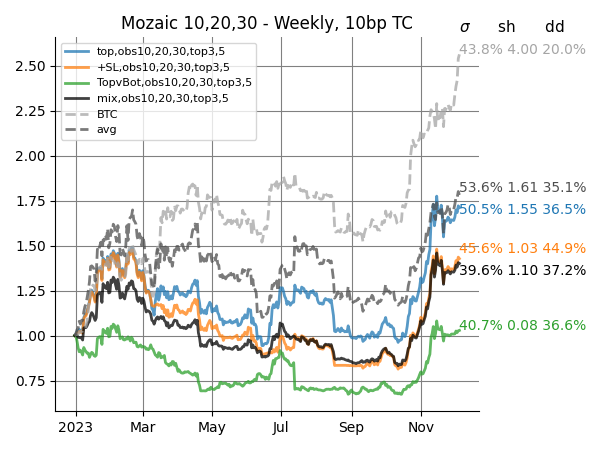 Mozaic 10,20,30 - Weekly, 10bp TC
σ sh dd
top,obs10,20,30,top3,5
+SL,obs10,20,30,top3,5
TopvBot,obs10,20,30,top3,5
mix,obs10,20,30,top3,5
BTC
avg
43.8% 4.00 20.0%
53.6% 1.61 35.1%
50.5% 1.55 36.5%
45.6% 1.03 44.9%
39.6% 1.10 37.2%
40.7% 0.08 36.6%
2.50
2.25
2.00
1.75
1.50
1.25
1.00
0.75
2023 Mar May Jul Sep Nov